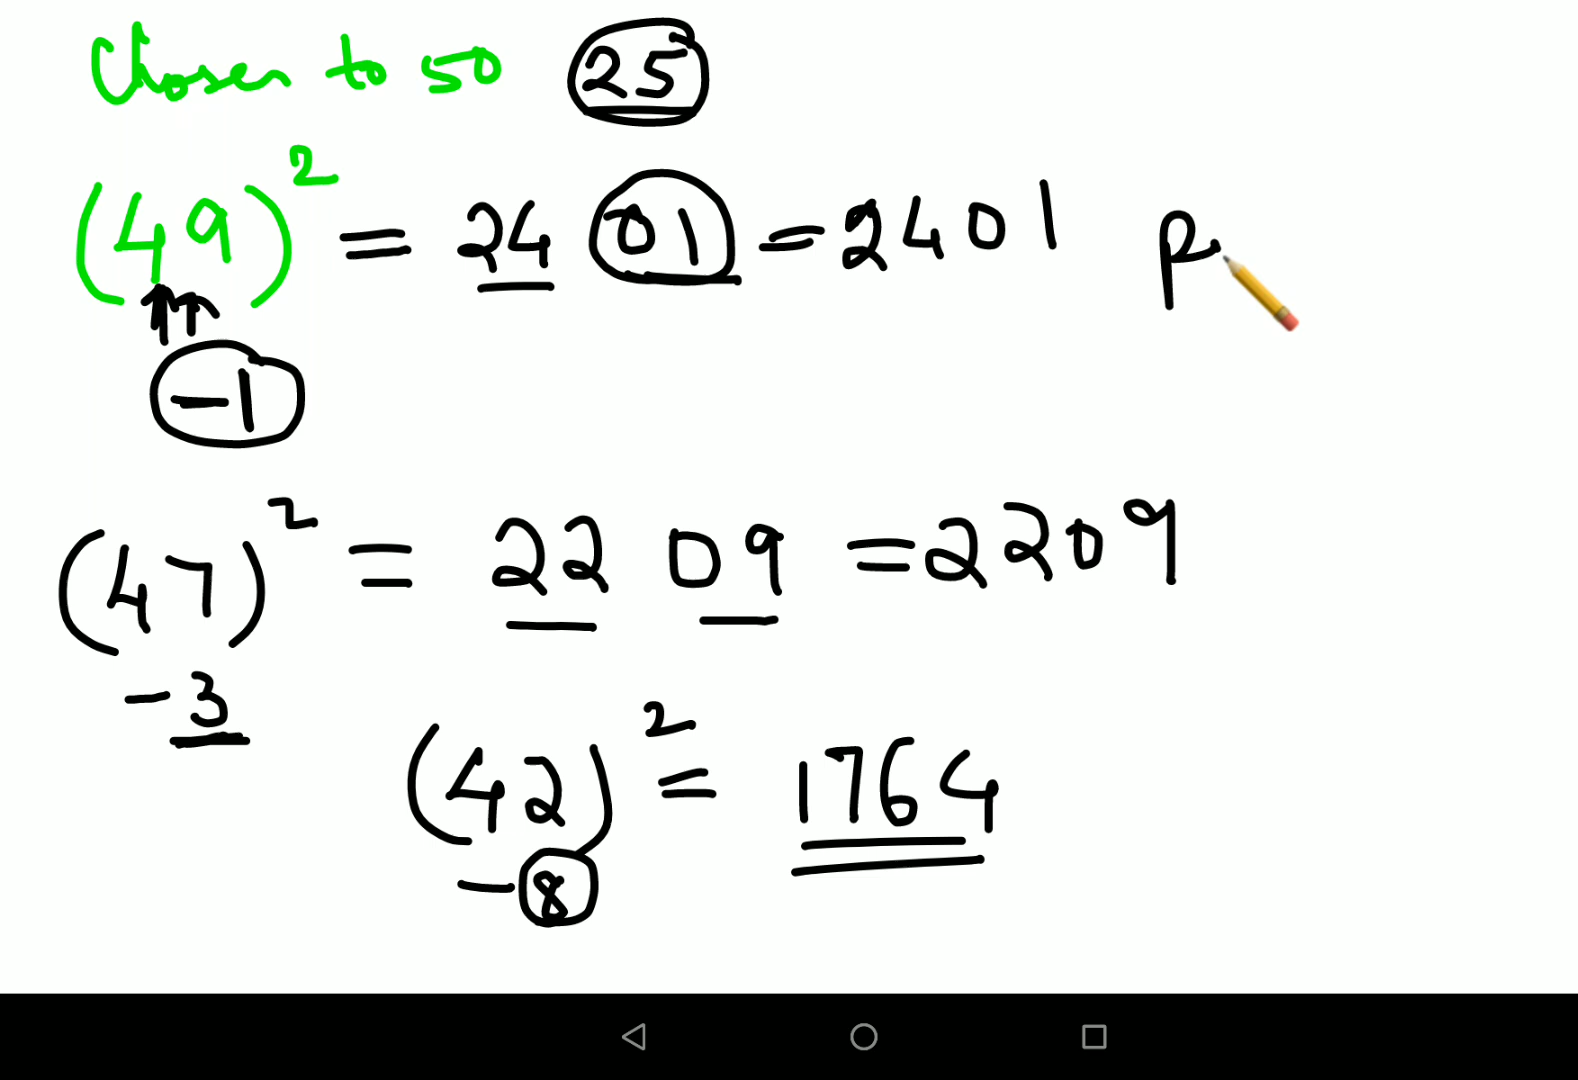 Closer to 50 25
(49)² = 24 01 = 2401 P
-1
(47)² = 22 09 = 2209
-3
(42)² = 1764
-8